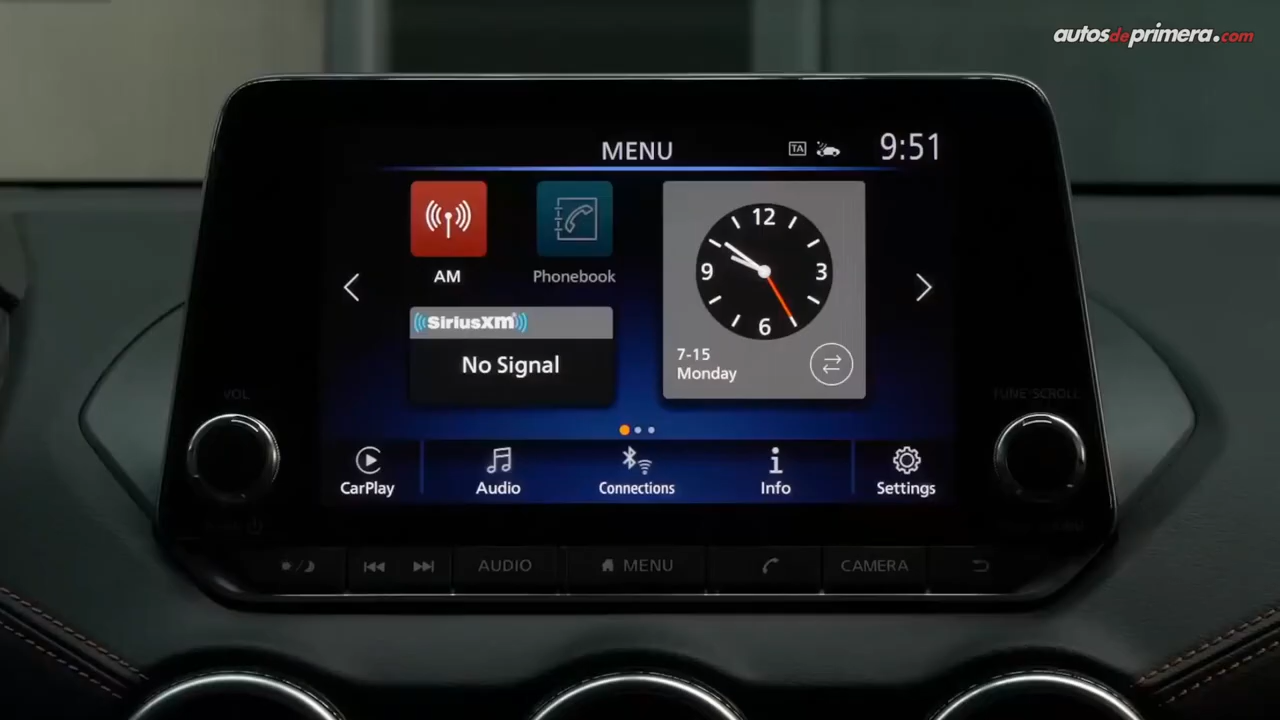 autosdeprimera.com
MENU
TA
9:51
AM
Phonebook
12
9
3
6
SiriusXM
No Signal
7-15
Monday
VOL
TUNE·SCROLL
CarPlay
Audio
Connections
Info
Settings
AUDIO
MENU
CAMERA